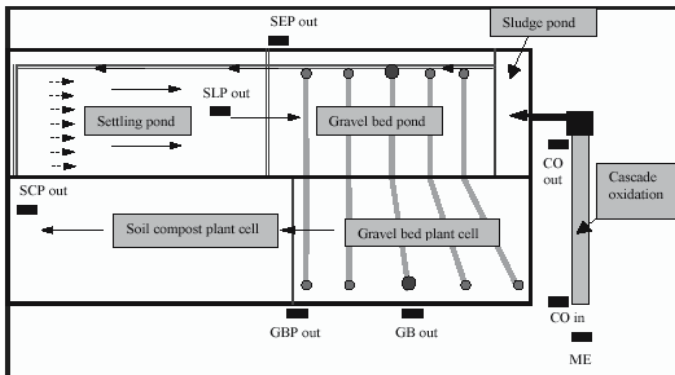 SEP out
Sludge pond
SLP out
Settling pond
Gravel bed pond
CO
out
Cascade
oxidation
SCP out
Soil compost plant cell
Gravel bed plant cell
CO in
GBP out
GB out
ME